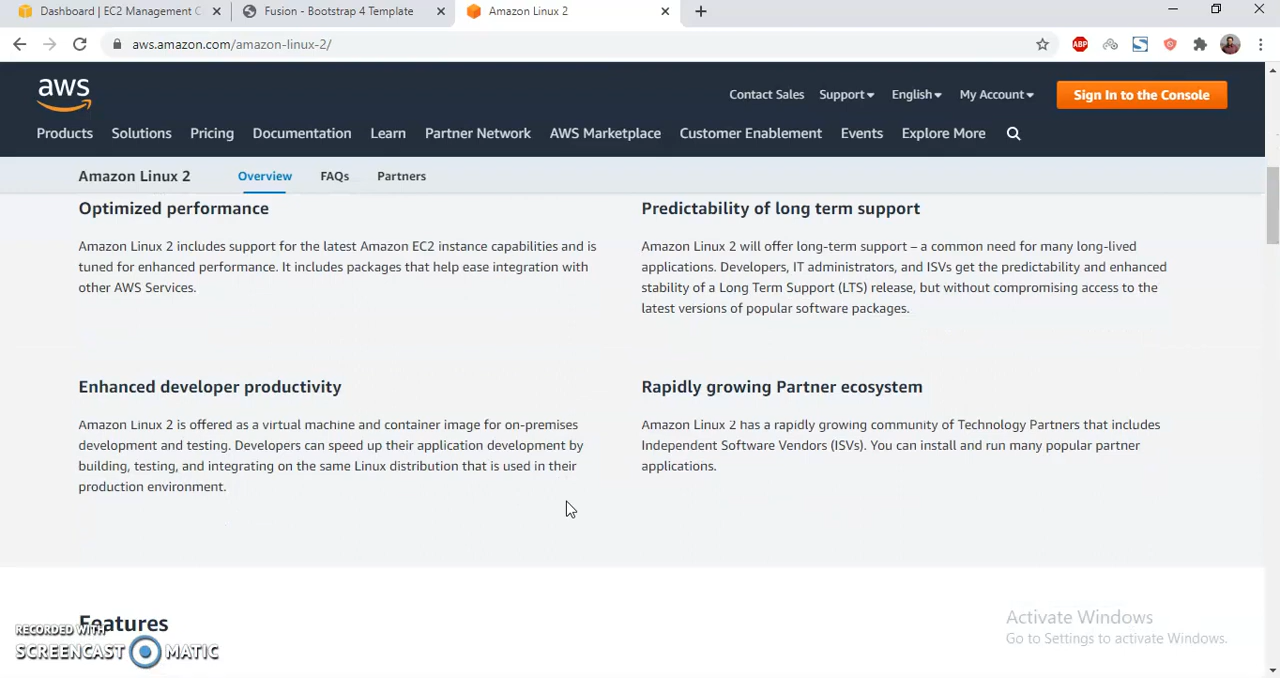 Dashboard | EC2 Management C
Fusion - Bootstrap 4 Template
Amazon Linux 2
aws.amazon.com/amazon-linux-2/
ABP
aws
Contact Sales Support English My Account Sign In to the Console
Products Solutions Pricing Documentation Learn Partner Network AWS Marketplace Customer Enablement Events Explore More
Amazon Linux 2 Overview FAQs Partners
Optimized performance
Amazon Linux 2 includes support for the latest Amazon EC2 instance capabilities and is
tuned for enhanced performance. It includes packages that help ease integration with
other AWS Services.
Predictability of long term support
Amazon Linux 2 will offer long-term support – a common need for many long-lived
applications. Developers, IT administrators, and ISVs get the predictability and enhanced
stability of a Long Term Support (LTS) release, but without compromising access to the
latest versions of popular software packages.
Enhanced developer productivity
Amazon Linux 2 is offered as a virtual machine and container image for on-premises
development and testing. Developers can speed up their application development by
building, testing, and integrating on the same Linux distribution that is used in their
production environment.
Rapidly growing Partner ecosystem
Amazon Linux 2 has a rapidly growing community of Technology Partners that includes
Independent Software Vendors (ISVs). You can install and run many popular partner
applications.
Features
RECORDED WITH
SCREENCAST MATIC
Activate Windows
Go to Settings to activate Windows.